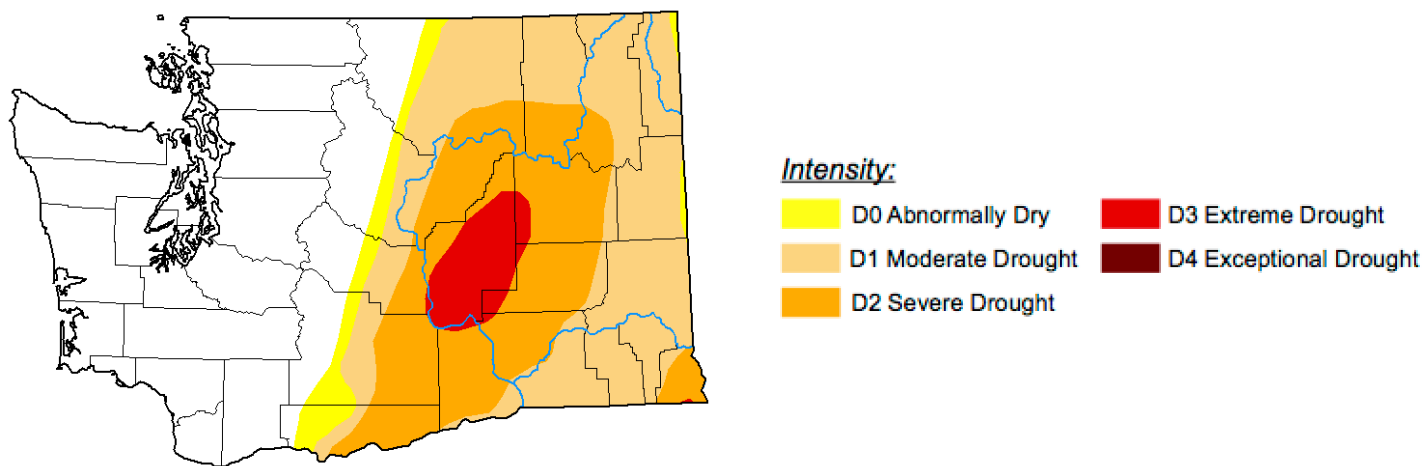 Intensity:
D0 Abnormally Dry
D3 Extreme Drought
D1 Moderate Drought
D4 Exceptional Drought
D2 Severe Drought